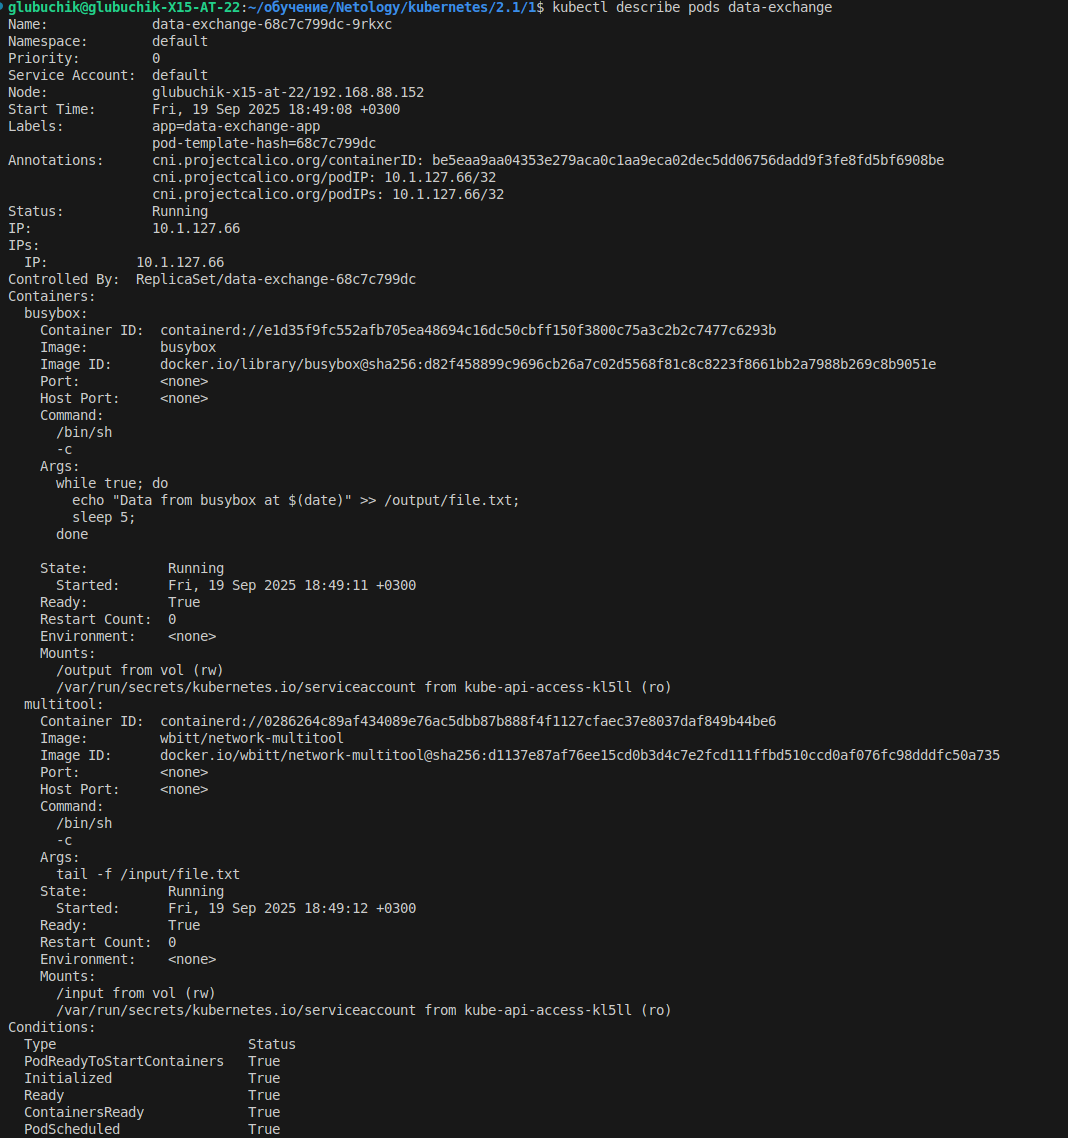 glubuchik@glubuchik-X15-AT-22:~/обучение/Netology/kubernetes/2.1/1$ kubectl describe pods data-exchange
Name:             data-exchange-68c7c799dc-9rkxc
Namespace:        default
Priority:         0
Service Account:  default
Node:             glubuchik-x15-at-22/192.168.88.152
Start Time:       Fri, 19 Sep 2025 18:49:08 +0300
Labels:           app=data-exchange-app
                  pod-template-hash=68c7c799dc
Annotations:      cni.projectcalico.org/containerID: be5eaa9aa04353e279aca0c1aa9eca02dec5dd06756dadd9f3fe8fd5bf6908be
                  cni.projectcalico.org/podIP: 10.1.127.66/32
                  cni.projectcalico.org/podIPs: 10.1.127.66/32
Status:           Running
IP:               10.1.127.66
IPs:
  IP:           10.1.127.66
Controlled By:  ReplicaSet/data-exchange-68c7c799dc
Containers:
  busybox:
    Container ID:  containerd://e1d35f9fc552afb705ea48694c16dc50cbff150f3800c75a3c2b2c7477c6293b
    Image:         busybox
    Image ID:      docker.io/library/busybox@sha256:d82f458899c9696cb26a7c02d5568f81c8c8223f8661bb2a7988b269c8b9051e
    Port:          <none>
    Host Port:     <none>
    Command:
      /bin/sh
      -c
    Args:
      while true; do
        echo "Data from busybox at $(date)" >> /output/file.txt;
        sleep 5;
      done
    State:          Running
      Started:      Fri, 19 Sep 2025 18:49:11 +0300
    Ready:          True
    Restart Count:  0
    Environment:    <none>
    Mounts:
      /output from vol (rw)
      /var/run/secrets/kubernetes.io/serviceaccount from kube-api-access-kl5ll (ro)
  multitool:
    Container ID:  containerd://0286264c89af434089e76ac5dbb87b888f4f1127cfaec37e8037daf849b44be6
    Image:         wbitt/network-multitool
    Image ID:      docker.io/wbitt/network-multitool@sha256:d1137e87af76ee15cd0b3d4c7e2fcd111ffbd510ccd0af076fc98dddfc50a735
    Port:          <none>
    Host Port:     <none>
    Command:
      /bin/sh
      -c
    Args:
      tail -f /input/file.txt
    State:          Running
      Started:      Fri, 19 Sep 2025 18:49:12 +0300
    Ready:          True
    Restart Count:  0
    Environment:    <none>
    Mounts:
      /input from vol (rw)
      /var/run/secrets/kubernetes.io/serviceaccount from kube-api-access-kl5ll (ro)
Conditions:
  Type                        Status
  PodReadyToStartContainers   True
  Initialized                 True
  Ready                       True
  ContainersReady             True
  PodScheduled                True